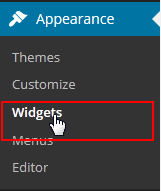 Appearance
Themes
Customize
Widgets
Menus
Editor